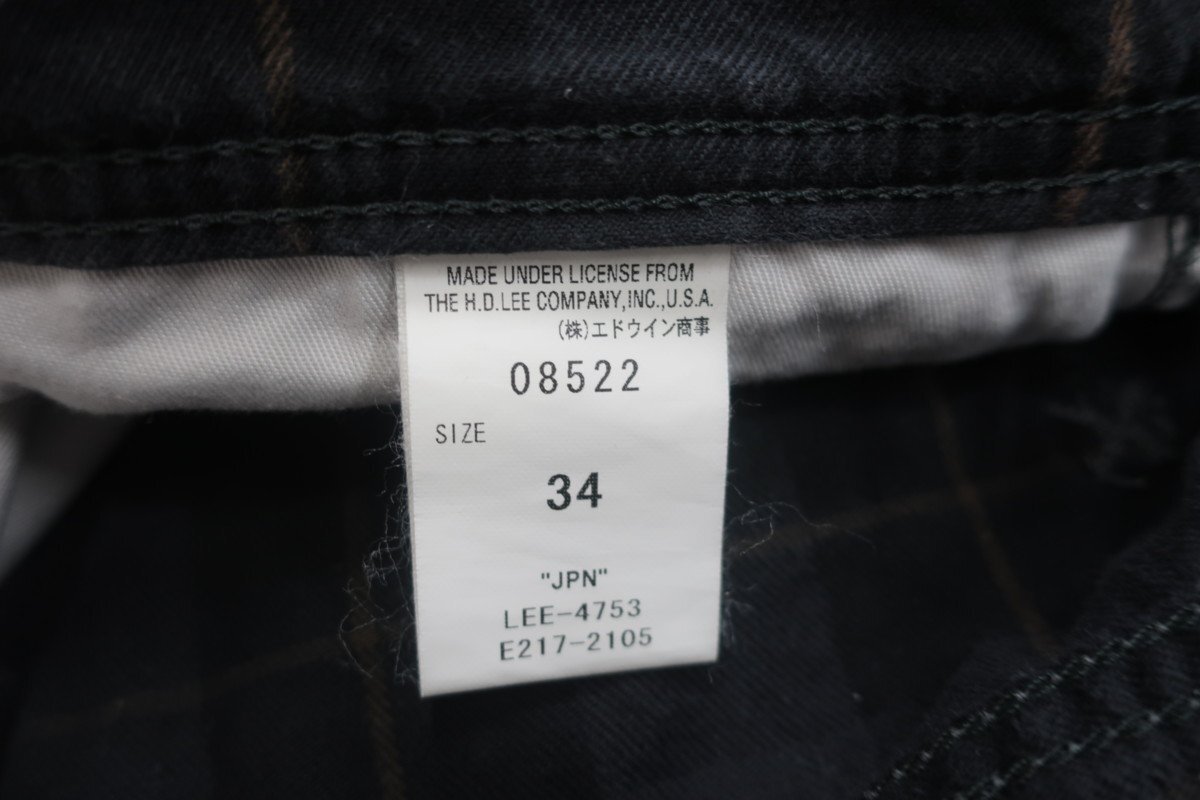 MADE UNDER LICENSE FROM
THE H.D.LEE COMPANY,INC.,U.S.A.
(株)エドウイン商事
08522
SIZE
34
"JPN"
LEE-4753
E217-2105